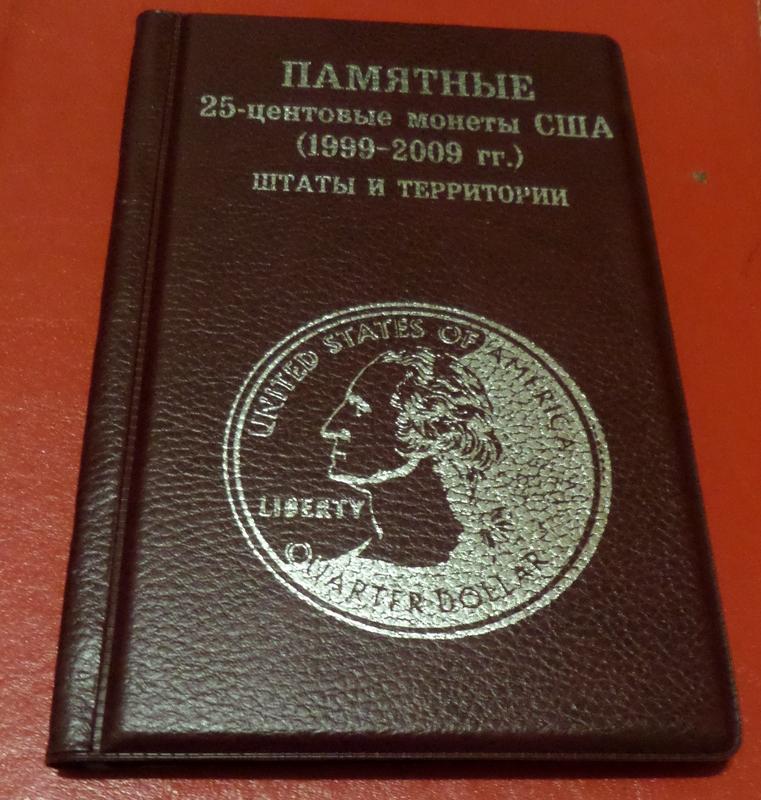 ПАМЯТНЫЕ
25-центовые монеты США
(1999-2009 гг.)
ШТАТЫ И ТЕРРИТОРИИ
UNITED STATES OF AMERICA
LIBERTY
QUARTER DOLLAR